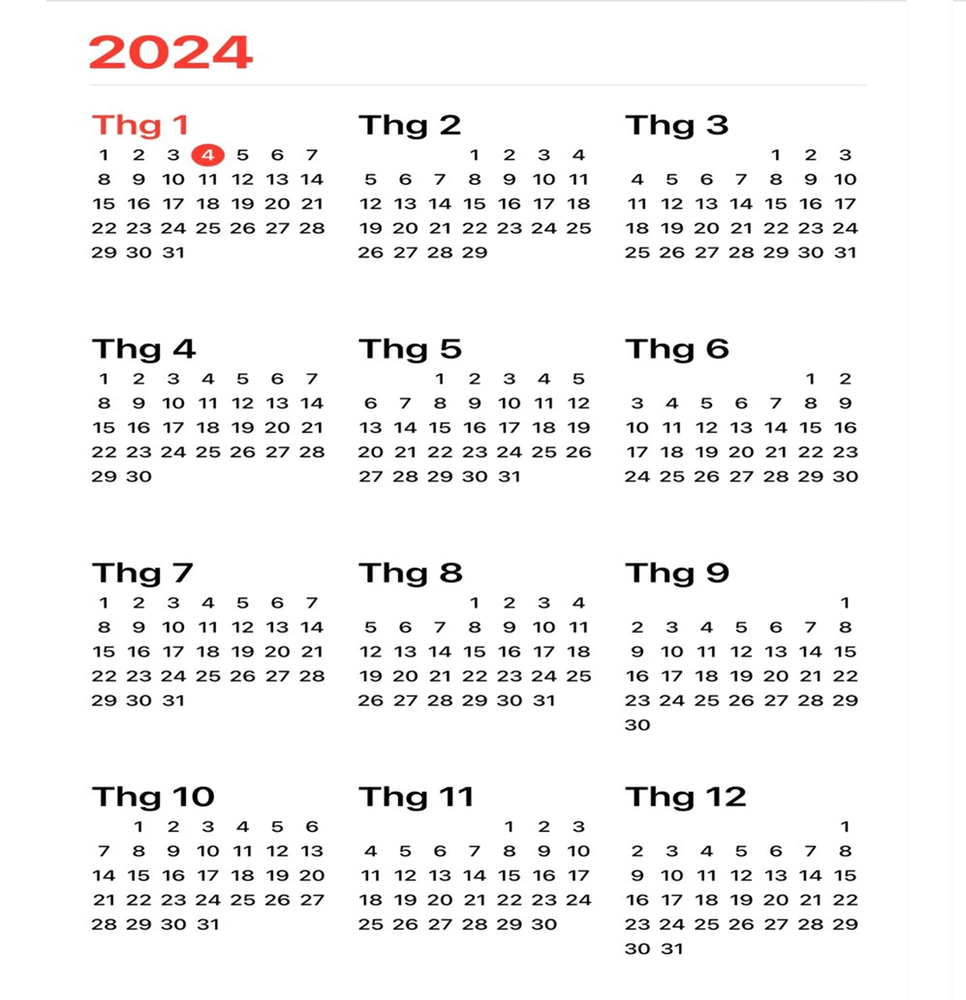 2024
Thg 1
1 2 3 4 5 6 7
8 9 10 11 12 13 14
15 16 17 18 19 20 21
22 23 24 25 26 27 28
29 30 31
Thg 2
1 2 3 4
5 6 7 8 9 10 11
12 13 14 15 16 17 18
19 20 21 22 23 24 25
26 27 28 29
Thg 3
1 2 3
4 5 6 7 8 9 10
11 12 13 14 15 16 17
18 19 20 21 22 23 24
25 26 27 28 29 30 31
Thg 4
1 2 3 4 5 6 7
8 9 10 11 12 13 14
15 16 17 18 19 20 21
22 23 24 25 26 27 28
29 30
Thg 5
1 2 3 4 5
6 7 8 9 10 11 12
13 14 15 16 17 18 19
20 21 22 23 24 25 26
27 28 29 30 31
Thg 6
1 2
3 4 5 6 7 8 9
10 11 12 13 14 15 16
17 18 19 20 21 22 23
24 25 26 27 28 29 30
Thg 7
1 2 3 4 5 6 7
8 9 10 11 12 13 14
15 16 17 18 19 20 21
22 23 24 25 26 27 28
29 30 31
Thg 8
1 2 3 4
5 6 7 8 9 10 11
12 13 14 15 16 17 18
19 20 21 22 23 24 25
26 27 28 29 30 31
Thg 9
1
2 3 4 5 6 7 8
9 10 11 12 13 14 15
16 17 18 19 20 21 22
23 24 25 26 27 28 29
30
Thg 10
1 2 3 4 5 6
7 8 9 10 11 12 13
14 15 16 17 18 19 20
21 22 23 24 25 26 27
28 29 30 31
Thg 11
1 2 3
4 5 6 7 8 9 10
11 12 13 14 15 16 17
18 19 20 21 22 23 24
25 26 27 28 29 30
Thg 12
1
2 3 4 5 6 7 8
9 10 11 12 13 14 15
16 17 18 19 20 21 22
23 24 25 26 27 28 29
30 31